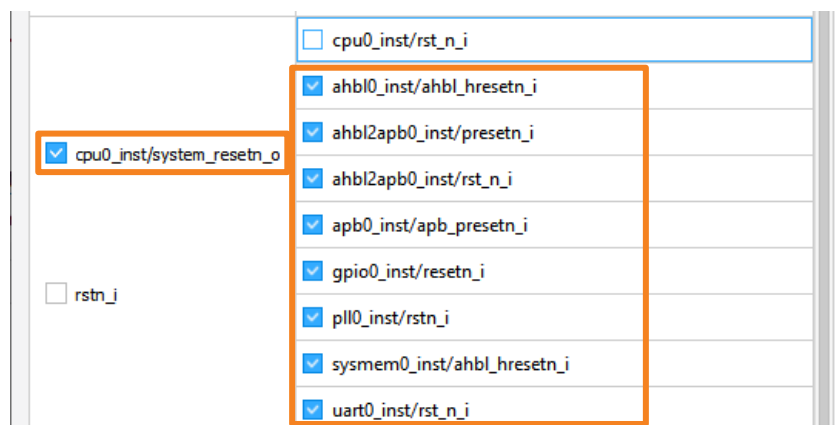 cpu0_inst/rst_n_i
ahbl0_inst/ahbl_hresetn_i
ahbl2apb0_inst/presetn_i
cpu0_inst/system_resetn_o
ahbl2apb0_inst/rst_n_i
apb0_inst/apb_presetn_i
gpio0_inst/resetn_i
rstn_i
pll0_inst/rstn_i
sysmem0_inst/ahbl_hresetn_i
uart0_inst/rst_n_i